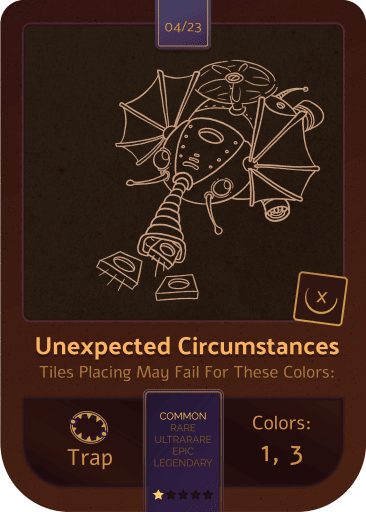 04/23
X
Unexpected Circumstances
Tiles Placing May Fail For These Colors:
Trap
COMMON
RARE
ULTRARARE
EPIC
LEGENDARY
Colors:
1, 3